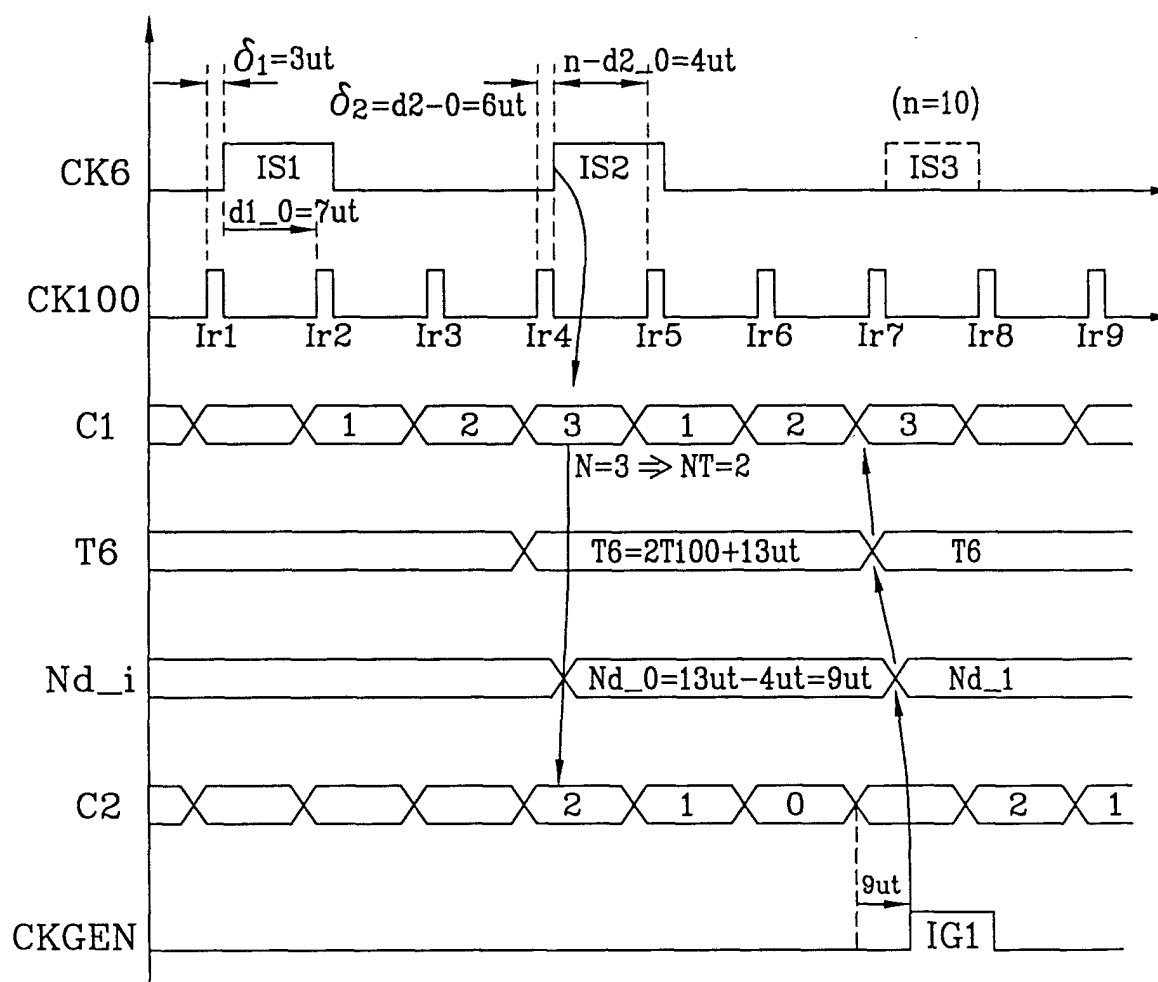 δ1=3ut
n-d2_0=4ut
δ2=d2-0=6ut
(n=10)
CK6
IS1
IS2
IS3
d1_0=7ut
CK100
Ir1
Ir2
Ir3
Ir4
Ir5
Ir6
Ir7
Ir8
Ir9
C1
1
2
3
1
2
3
N=3 ⇒ NT=2
T6
T6=2T100+13ut
T6
Nd_i
Nd_0=13ut-4ut=9ut
Nd_1
C2
2
1
0
2
1
9ut
CKGEN
IG1